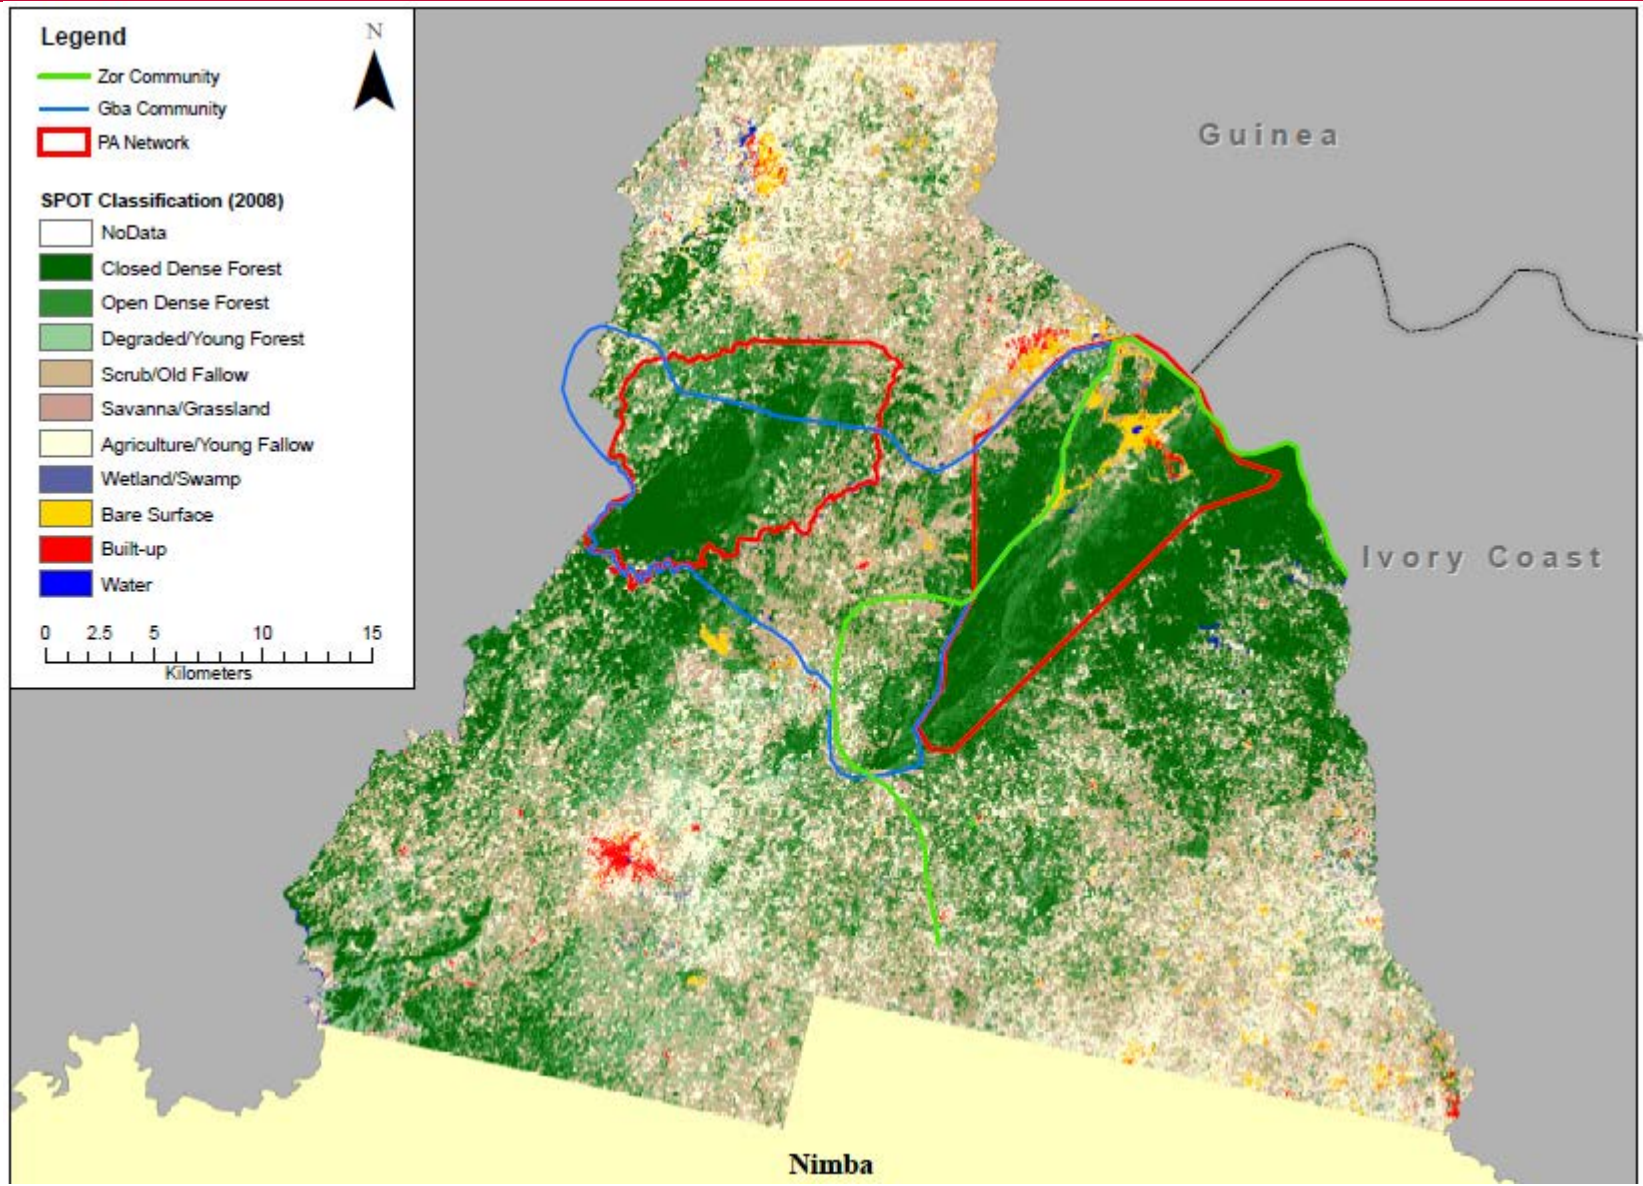 Legend
N
Zor Community
Gba Community
PA Network
SPOT Classification (2008)
NoData
Closed Dense Forest
Open Dense Forest
Degraded/Young Forest
Scrub/Old Fallow
Savanna/Grassland
Agriculture/Young Fallow
Wetland/Swamp
Bare Surface
Built-up
Water
0 2.5 5 10 15
Kilometers
Guinea
Ivory Coast
Nimba